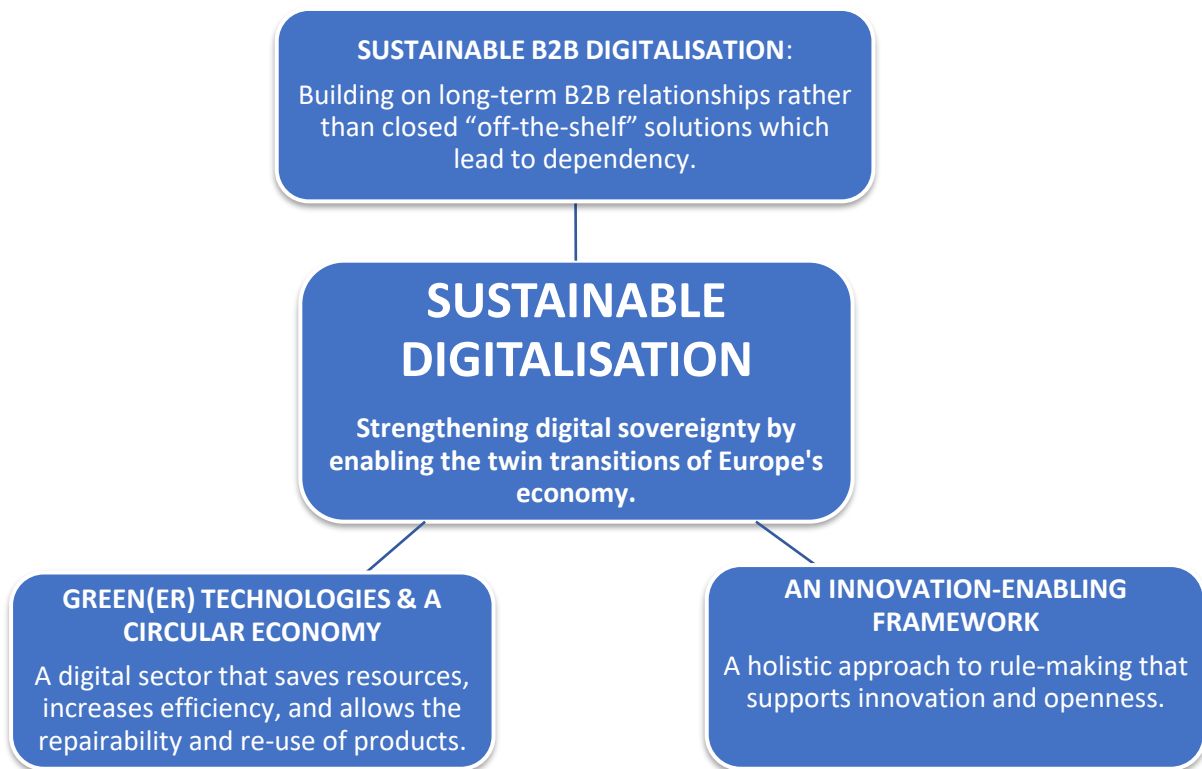 SUSTAINABLE B2B DIGITALISATION:
Building on long-term B2B relationships rather
than closed “off-the-shelf” solutions which
lead to dependency.
SUSTAINABLE
DIGITALISATION
Strengthening digital sovereignty by
enabling the twin transitions of Europe's
economy.
GREEN(ER) TECHNOLOGIES & A
CIRCULAR ECONOMY
A digital sector that saves resources,
increases efficiency, and allows the
repairability and re-use of products.
AN INNOVATION-ENABLING
FRAMEWORK
A holistic approach to rule-making that
supports innovation and openness.